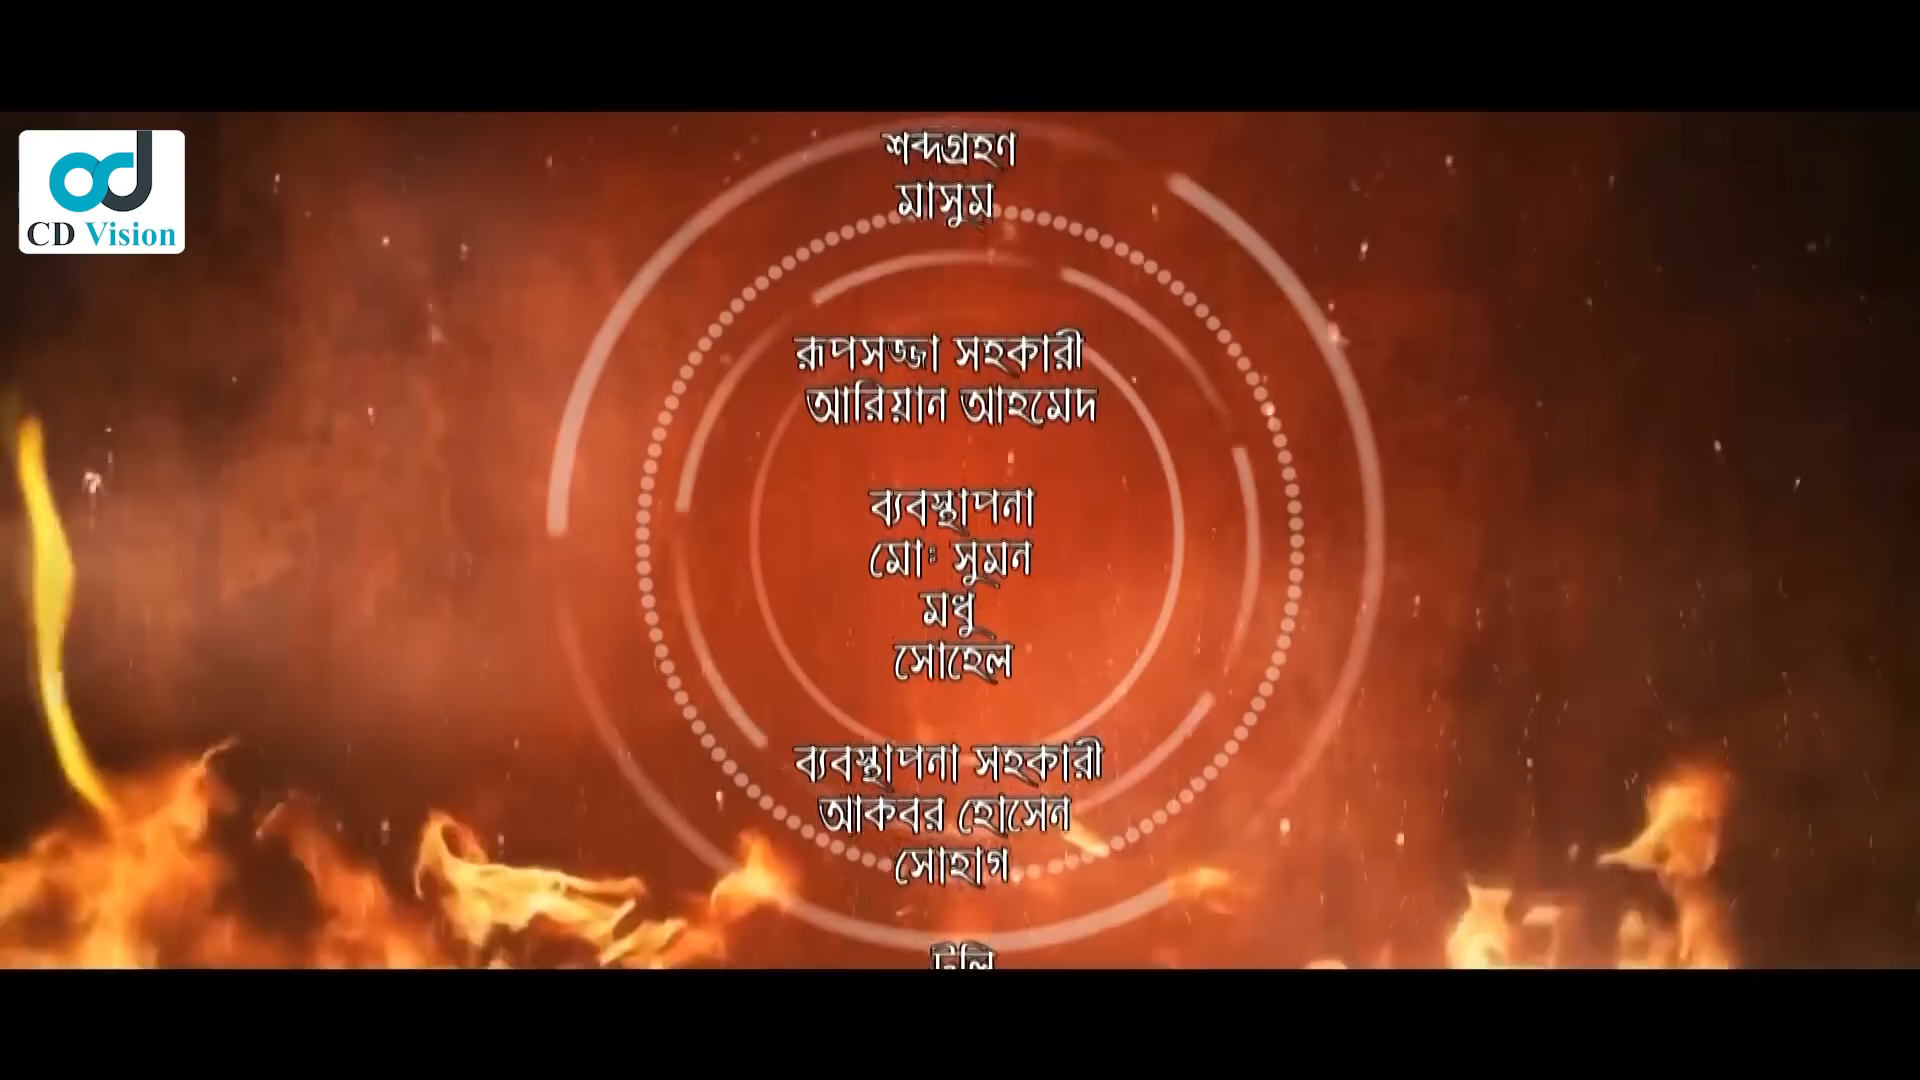 CD Vision
শব্দগ্রহণ
মাসুম
রূপসজ্জা সহকারী
আরিয়ান আহমেদ
ব্যবস্থাপনা
মোঃ সুমন
মধু
সোহেল
ব্যবস্থাপনা সহকারী
আকবর হোসেন
সোহাগ